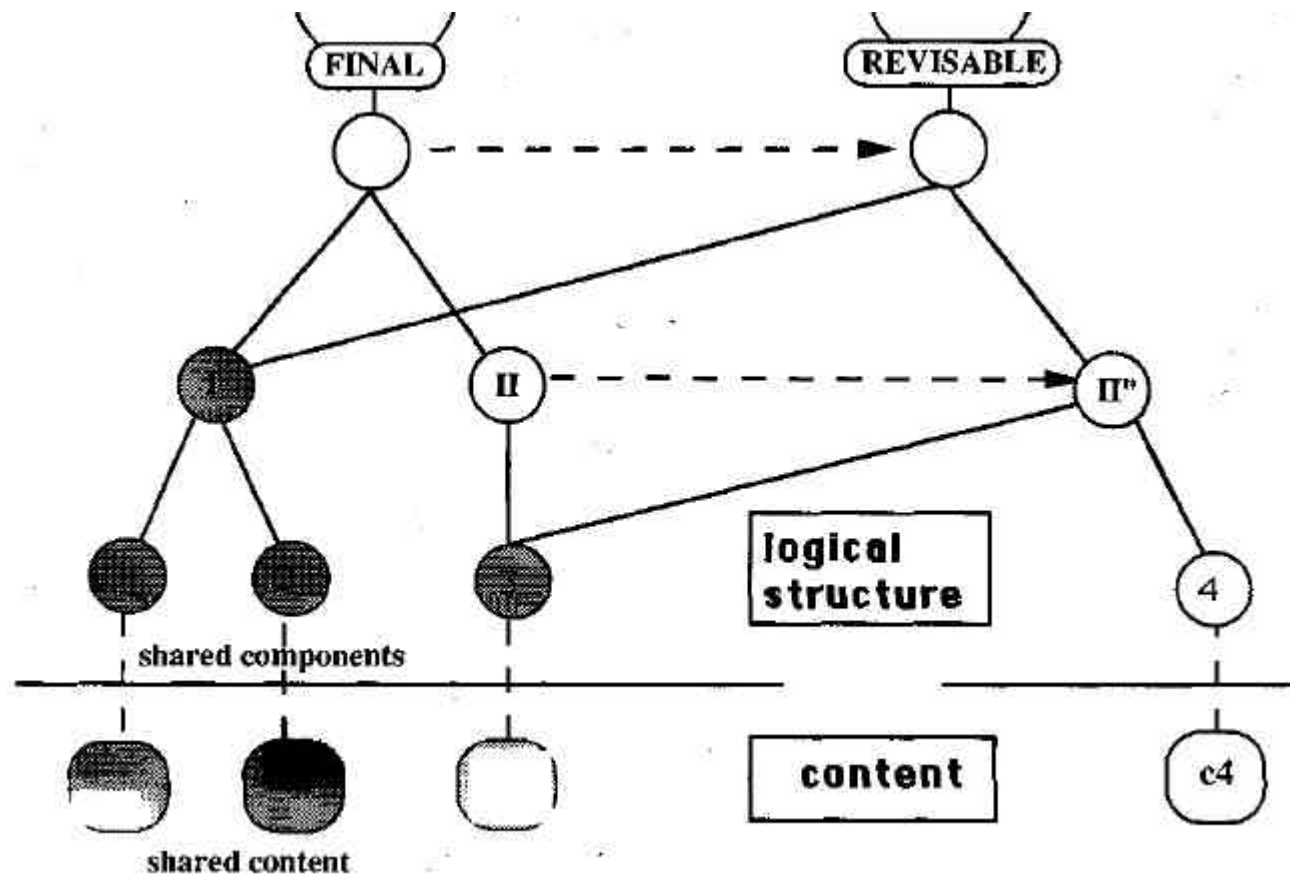 FINAL
REVISABLE
I
II
II"
logical
structure
4
shared components
content
c4
shared content